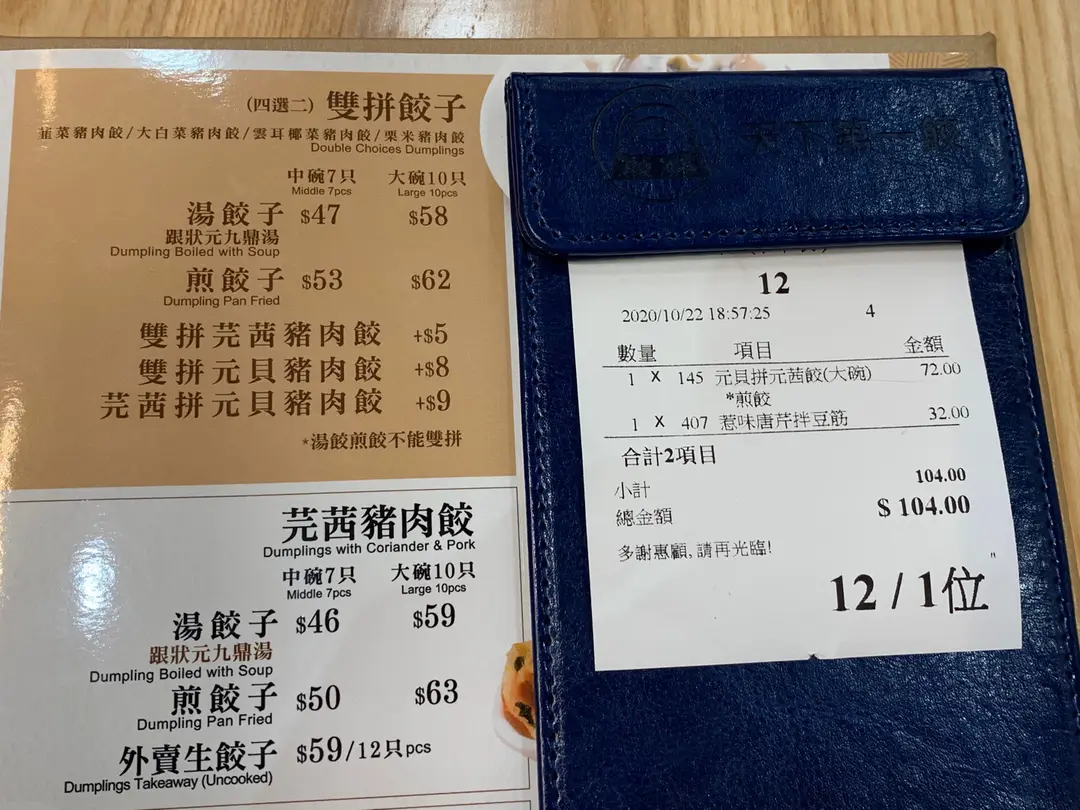 (四選二) 雙拼餃子
韮菜豬肉餃/大白菜豬肉餃/雲耳椰菜豬肉餃/栗米豬肉餃
Double Choices Dumplings
中碗7只 大碗10只
Middle 7pcs Large 10pcs
湯餃子 $47 $58
跟狀元九鼎湯
Dumpling Boiled with Soup
煎餃子 $53 $62
Dumpling Pan Fried
雙拼芫茜豬肉餃 +$5
雙拼元貝豬肉餃 +$8
芫茜拼元貝豬肉餃 +$9
*湯餃煎餃不能雙拼
芫茜豬肉餃
Dumplings with Coriander & Pork
中碗7只 大碗10只
Middle 7pcs Large 10pcs
湯餃子 $46 $59
跟狀元九鼎湯
Dumpling Boiled with Soup
煎餃子 $50 $63
Dumpling Pan Fried
外賣生餃子 $59/12只pcs
Dumplings Takeaway (Uncooked)
天下第一餃
12
2020/10/22 18:57:25 4
數量 項目 金額
1 X 145 元貝拼元茜餃(大碗) 72.00
*煎餃
1 X 407 惹味唐芹拌豆筋 32.00
合計2項目
小計 104.00
總金額 $ 104.00
多謝惠顧, 請再光臨!
12 / 1位